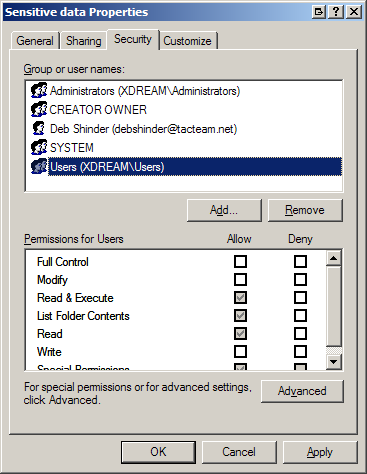 Sensitive data Properties
General Sharing Security Customize
Group or user names:
Administrators (XDREAM\Administrators)
CREATOR OWNER
Deb Shinder (debshinder@tacteam.net)
SYSTEM
Users (XDREAM\Users)
Add... Remove
Permissions for Users Allow Deny
Full Control
Modify
Read & Execute
List Folder Contents
Read
Write
Special Permissions
For special permissions or for advanced settings,
click Advanced.
Advanced
OK Cancel Apply